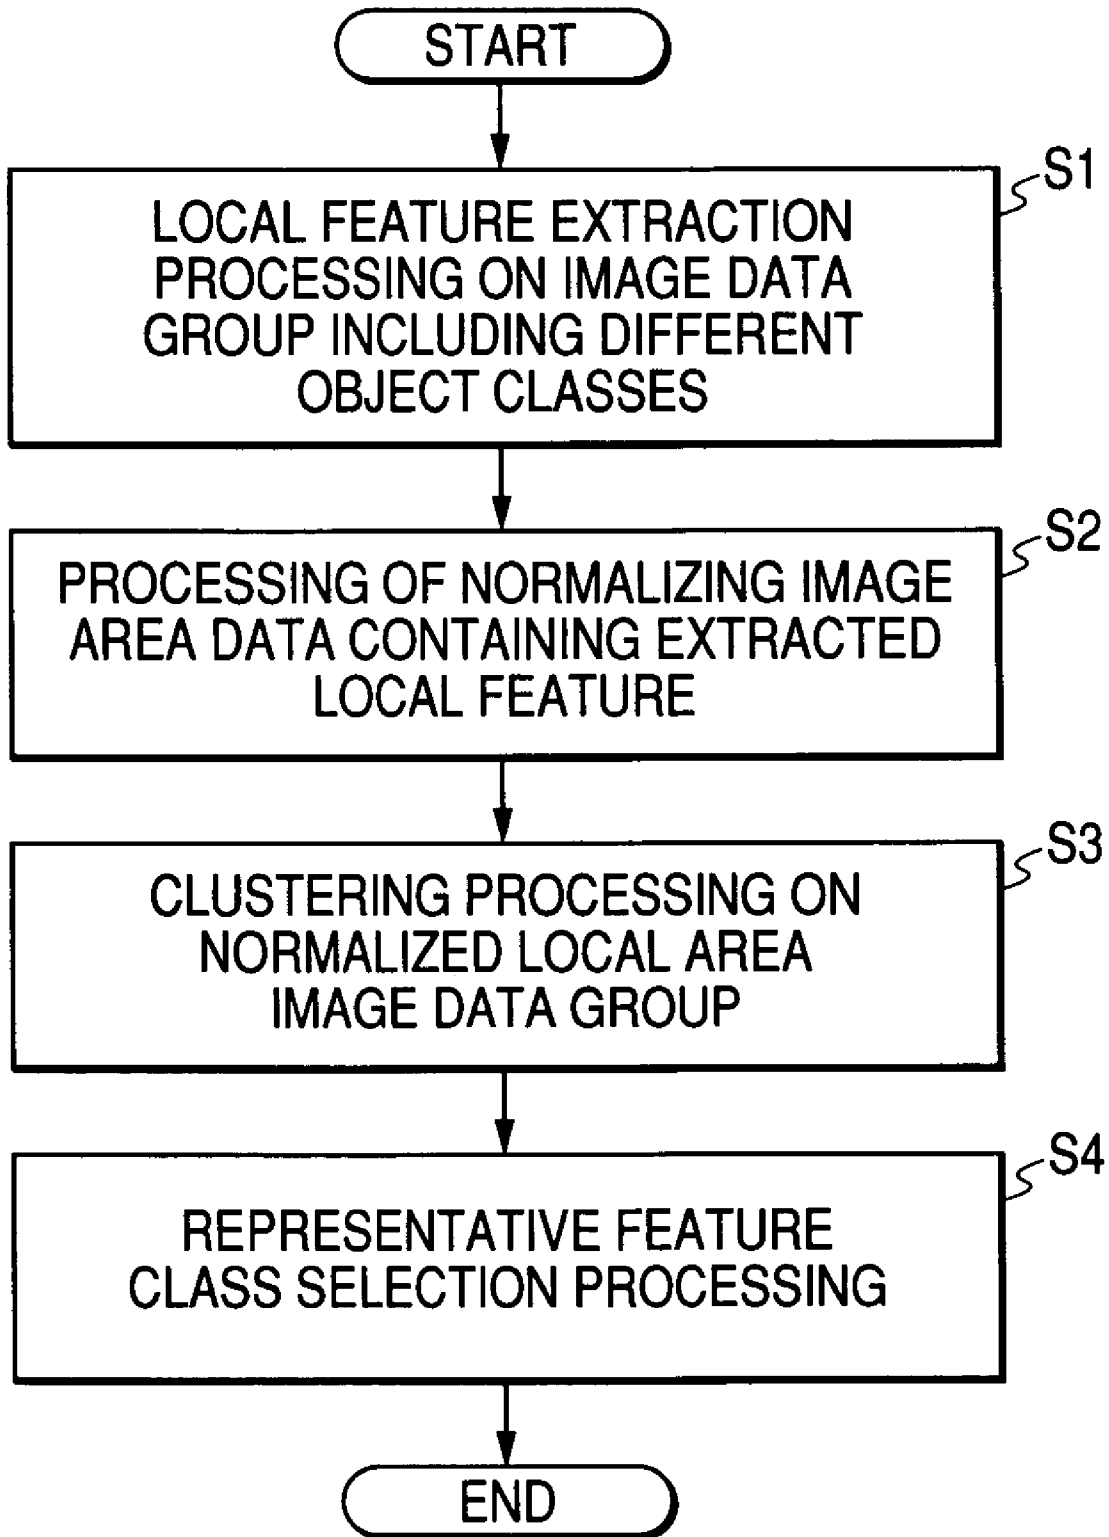 START
S1
LOCAL FEATURE EXTRACTION
PROCESSING ON IMAGE DATA
GROUP INCLUDING DIFFERENT
OBJECT CLASSES
S2
PROCESSING OF NORMALIZING IMAGE
AREA DATA CONTAINING EXTRACTED
LOCAL FEATURE
S3
CLUSTERING PROCESSING ON
NORMALIZED LOCAL AREA
IMAGE DATA GROUP
S4
REPRESENTATIVE FEATURE
CLASS SELECTION PROCESSING
END